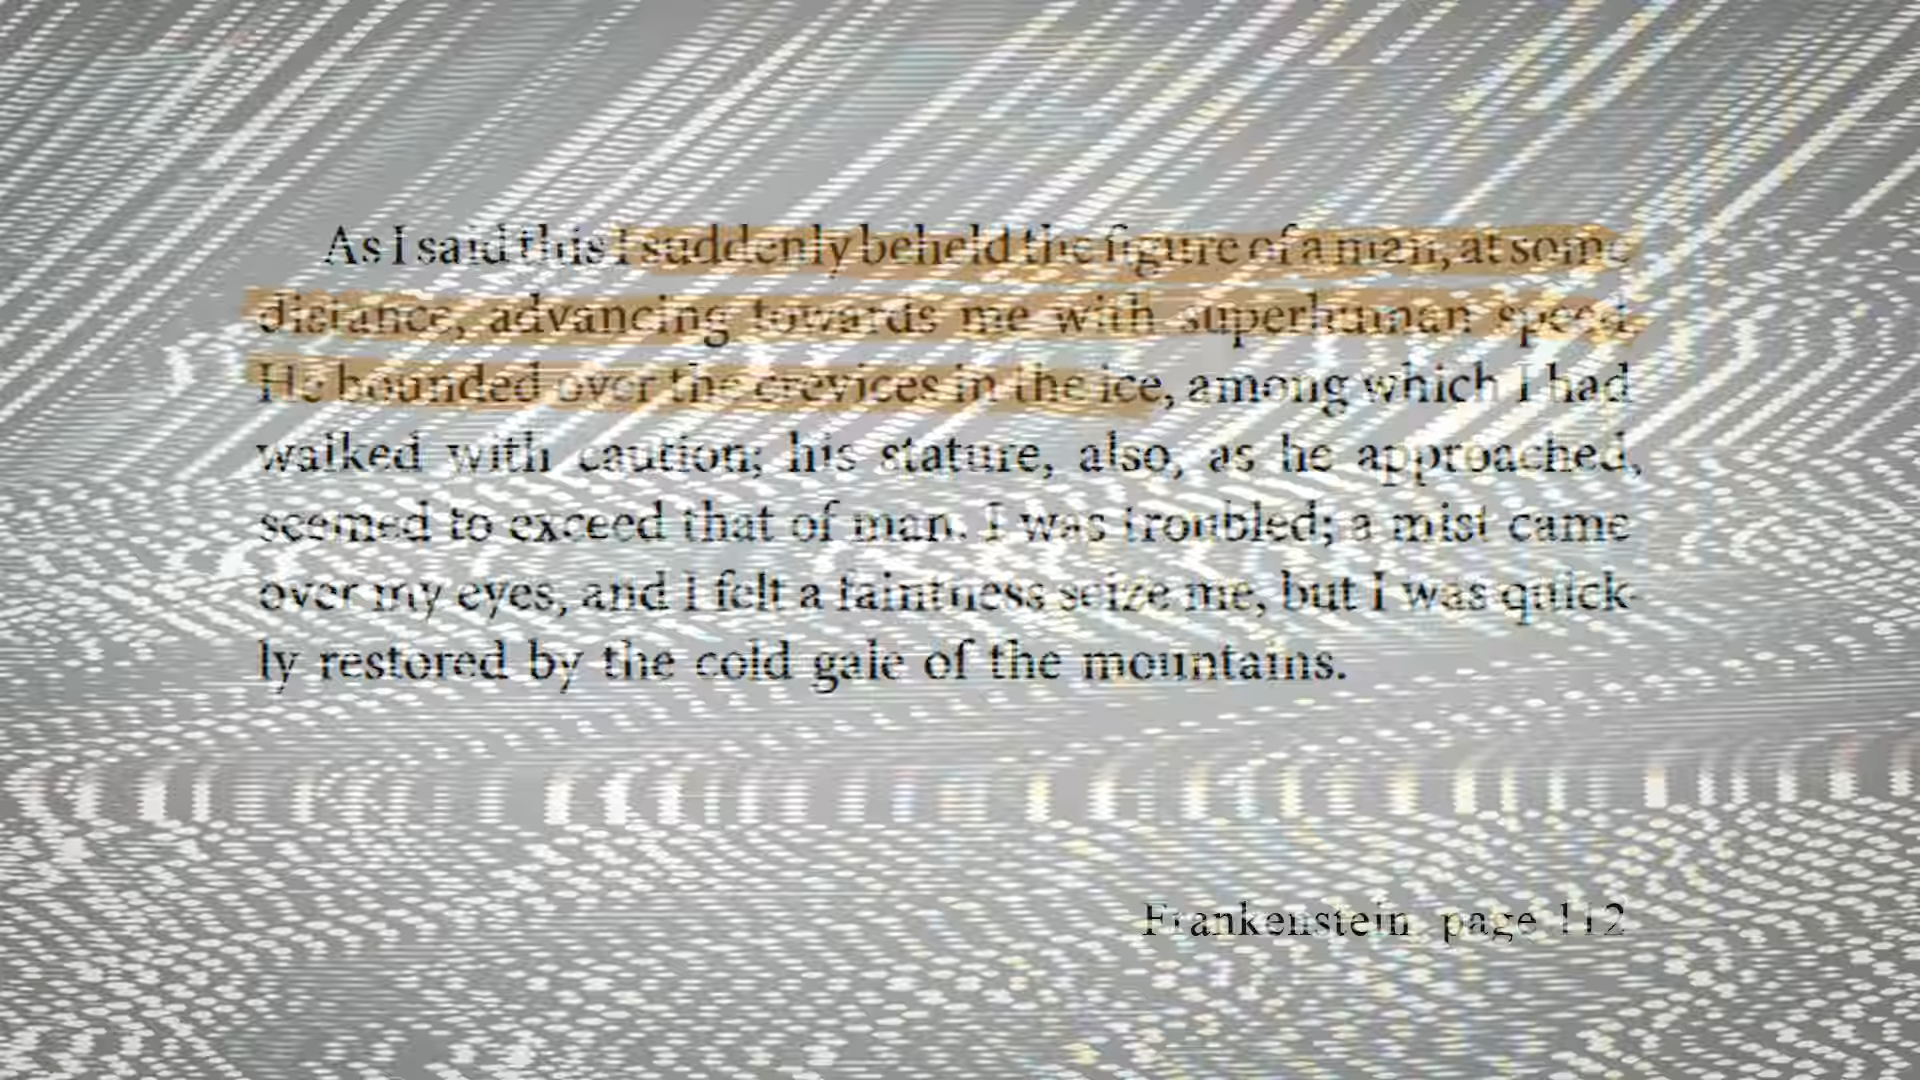 As I said this I suddenly beheld the figure of a man, at some
distance, advancing towards me with superhuman speed.
He bounded over the crevices in the ice, among which I had
walked with caution; his stature, also, as he approached,
seemed to exceed that of man. I was troubled; a mist came
over my eyes, and I felt a faintness seize me, but I was quick-
ly restored by the cold gale of the mountains.
Frankenstein page 112